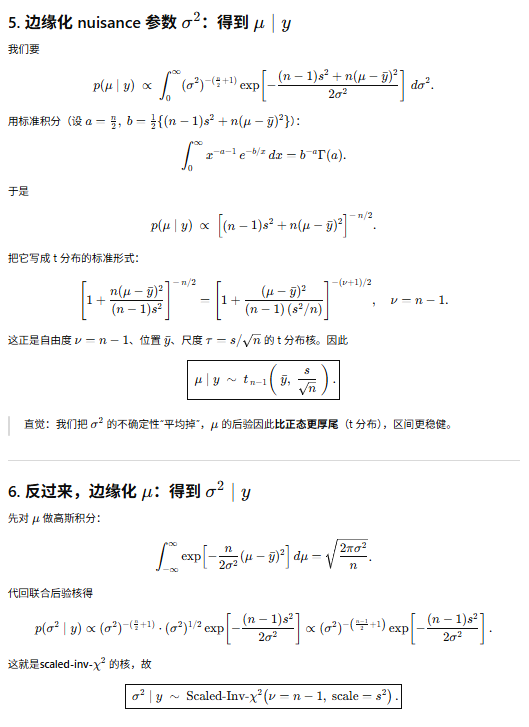 5. 边缘化 nuisance 参数 σ²：得到 μ | y
我们要
p(μ | y) ∝ ∫₀^∞ (σ²)^{-(n/2+1)} exp[ -((n − 1)s² + n(μ − ȳ)²)/(2σ²) ] dσ².
用标准积分（设 a = n/2, b = 1/2{(n − 1)s² + n(μ − ȳ)²}）：
∫₀^∞ x^{-a-1} e^{-b/x} dx = b^{-a}Γ(a).
于是
p(μ | y) ∝ [(n − 1)s² + n(μ − ȳ)²]^{-n/2}.
把它写成 t 分布的标准形式：
[1 + n(μ − ȳ)²/((n − 1)s²)]^{-n/2} = [1 + (μ − ȳ)²/((n − 1)(s²/n))]^{-(ν+1)/2}, ν = n − 1.
这正是自由度 ν = n − 1、位置 ȳ、尺度 τ = s/√n 的 t 分布核。因此
μ | y ∼ t_{n−1}(ȳ, s/√n).
直觉：我们把 σ² 的不确定性“平均掉”，μ 的后验因此比正态更厚尾（t 分布），区间更稳健。
6. 反过来，边缘化 μ：得到 σ² | y
先对 μ 做高斯积分：
∫_{-∞}^{∞} exp[ -n/(2σ²) (μ − ȳ)² ] dμ = √(2πσ²/n).
代回联合后验核得
p(σ² | y) ∝ (σ²)^{-(n/2+1)} · (σ²)^{1/2} exp[ -(n − 1)s²/(2σ²) ] ∝ (σ²)^{-((n−1)/2+1)} exp[ -(n − 1)s²/(2σ²) ].
这就是scaled-inv-χ² 的核，故
σ² | y ∼ Scaled-Inv-χ²(ν = n − 1, scale = s²).